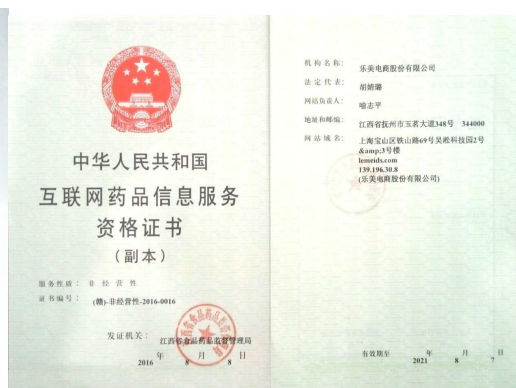 中华人民共和国
互联网药品信息服务
资格证书
(副本)
服务性质: 非 经 营 性
证书编号: (赣)-非经营性-2016-0016
发证机关: 江西省食品药品监督管理局
2016 年 8 月 8 日
机构名称: 乐美电商股份有限公司
法定代表: 胡婧璐
网站负责人: 喻志平
地址和邮编: 江西省抚州市玉茗大道348号 344000
网站域名: 上海宝山区铁山路69号吴淞科技园2号
&amp;3号楼
lemeids.com
139.196.30.8
(乐美电商股份有限公司)
有效期至 2021 年 8 月 7 日